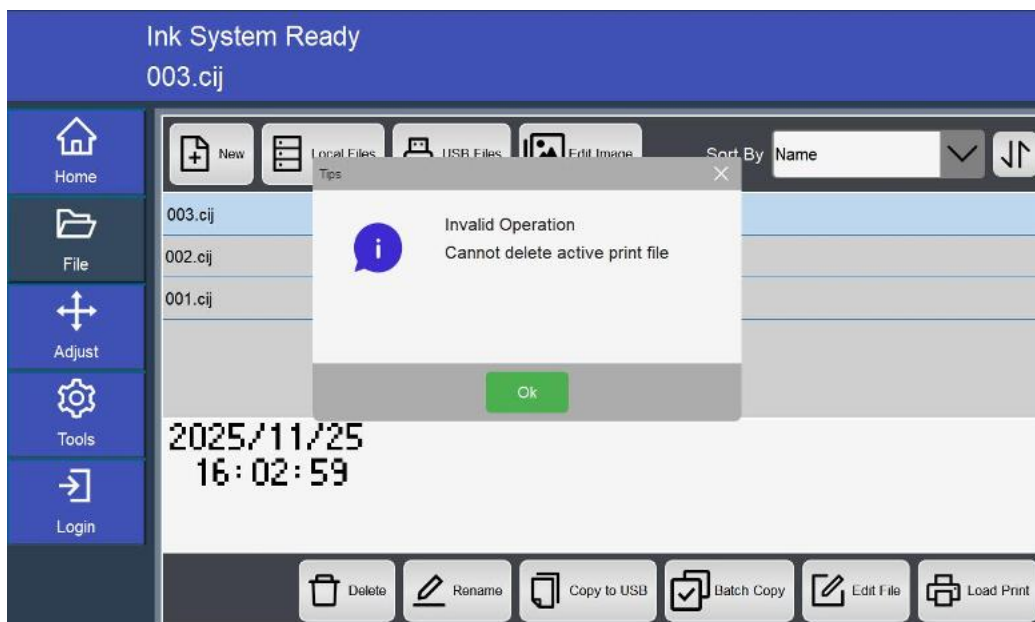 Ink System Ready
003.cij
Home
File
Adjust
Tools
Login
New
Local Files
USB Files
Edit Image
Sort By
Name
003.cij
002.cij
001.cij
Tips
Invalid Operation
Cannot delete active print file
Ok
2025/11/25
16:02:59
Delete
Rename
Copy to USB
Batch Copy
Edit File
Load Print